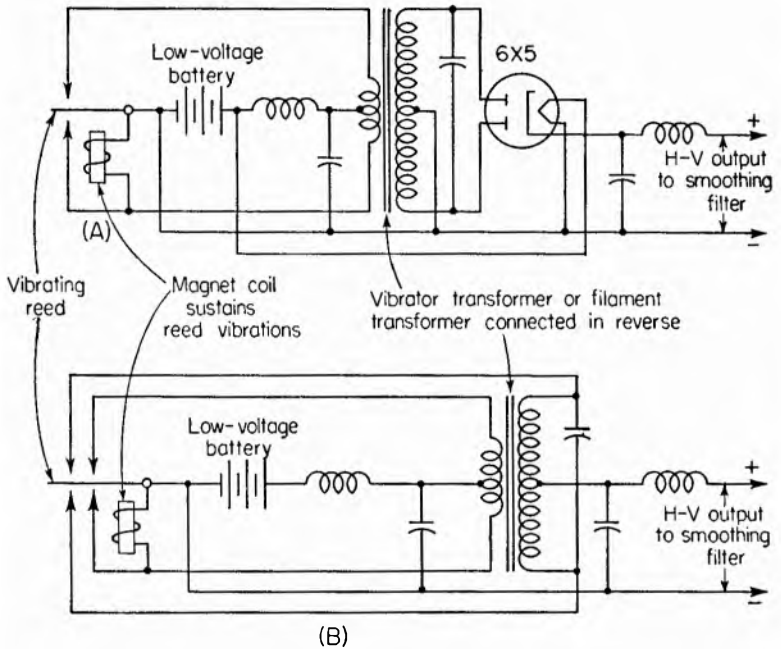 Low-voltage
battery
6X5
+
H-V output
to smoothing
filter
−
(A)
Vibrating
reed
Magnet coil
sustains
reed vibrations
Vibrator transformer or filament
transformer connected in reverse
Low-voltage
battery
+
H-V output
to smoothing
filter
−
(B)